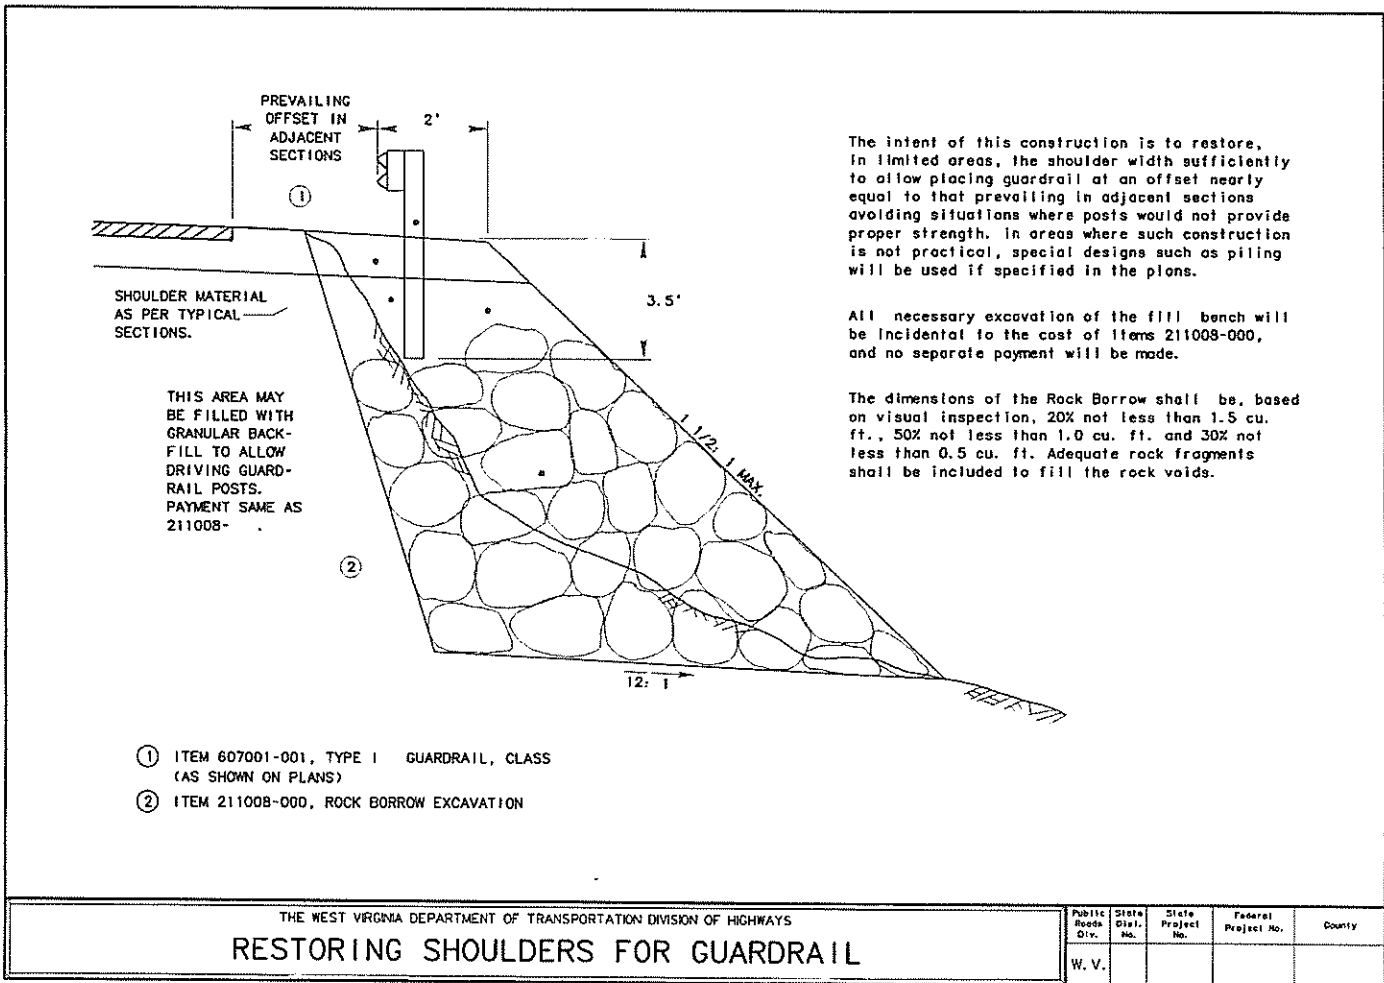 PREVAILING
OFFSET IN
ADJACENT
SECTIONS
2'
1
3.5'
SHOULDER MATERIAL
AS PER TYPICAL
SECTIONS.
THIS AREA MAY
BE FILLED WITH
GRANULAR BACK-
FILL TO ALLOW
DRIVING GUARD-
RAIL POSTS.
PAYMENT SAME AS
211008- .
2
1 1/2: 1 MAX.
12: 1
The intent of this construction is to restore,
in limited areas, the shoulder width sufficiently
to allow placing guardrail at an offset nearly
equal to that prevailing in adjacent sections
avoiding situations where posts would not provide
proper strength. In areas where such construction
is not practical, special designs such as piling
will be used if specified in the plans.
All necessary excavation of the fill bench will
be incidental to the cost of Items 211008-000,
and no separate payment will be made.
The dimensions of the Rock Borrow shall be, based
on visual inspection, 20% not less than 1.5 cu.
ft., 50% not less than 1.0 cu. ft. and 30% not
less than 0.5 cu. ft. Adequate rock fragments
shall be included to fill the rock voids.
1 ITEM 607001-001, TYPE 1 GUARDRAIL, CLASS
(AS SHOWN ON PLANS)
2 ITEM 211008-000, ROCK BORROW EXCAVATION
THE WEST VIRGINIA DEPARTMENT OF TRANSPORTATION DIVISION OF HIGHWAYS
RESTORING SHOULDERS FOR GUARDRAIL
Public Roads Div.
State Dist. No.
State Project No.
Federal Project No.
County
W. V.